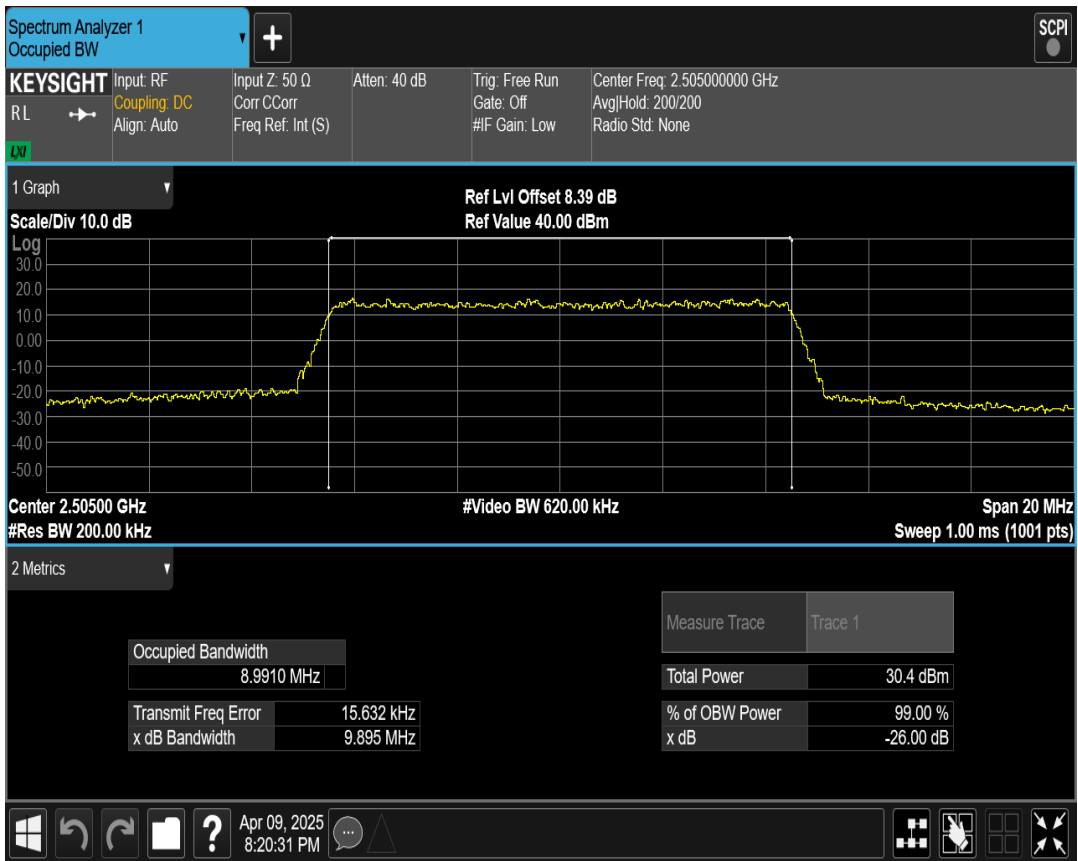 Spectrum Analyzer 1
Occupied BW
+
SCPI
KEYSIGHT
RL
LXI
Input: RF
Coupling: DC
Align: Auto
Input Z: 50 Ω
Corr CCorr
Freq Ref: Int (S)
Atten: 40 dB
Trig: Free Run
Gate: Off
#IF Gain: Low
Center Freq: 2.505000000 GHz
Avg|Hold: 200/200
Radio Std: None
1 Graph
Ref Lvl Offset 8.39 dB
Scale/Div 10.0 dB
Ref Value 40.00 dBm
Log
30.0
20.0
10.0
0.00
-10.0
-20.0
-30.0
-40.0
-50.0
Center 2.50500 GHz
#Video BW 620.00 kHz
Span 20 MHz
#Res BW 200.00 kHz
Sweep 1.00 ms (1001 pts)
2 Metrics
Measure Trace Trace 1
Occupied Bandwidth
8.9910 MHz
Total Power 30.4 dBm
Transmit Freq Error 15.632 kHz
% of OBW Power 99.00 %
x dB Bandwidth 9.895 MHz
x dB -26.00 dB
?
Apr 09, 2025
8:20:31 PM